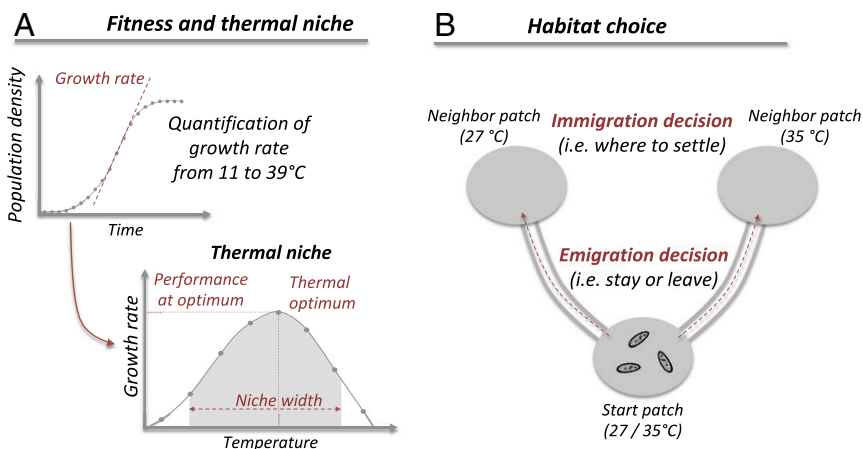 A
Fitness and thermal niche
Growth rate
Population density
Quantification of
growth rate
from 11 to 39°C
Time
Thermal niche
Performance
at optimum
Thermal
optimum
Growth rate
Niche width
Temperature
B
Habitat choice
Neighbor patch
(27 °C)
Immigration decision
(i.e. where to settle)
Neighbor patch
(35 °C)
Emigration decision
(i.e. stay or leave)
Start patch
(27 / 35°C)